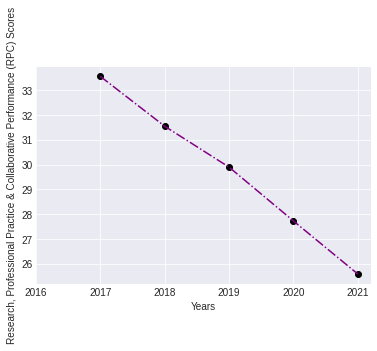 Research, Professional Practice & Collaborative Performance (RPC) Scores
33
32
31
30
29
28
27
26
2016 2017 2018 2019 2020 2021
Years